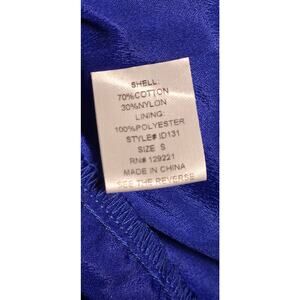 SHELL:
70%COTTON
30%NYLON
LINING:
100%POLYESTER
STYLE# ID131
SIZE S
RN# 129221
MADE IN CHINA
SEE THE REVERSE